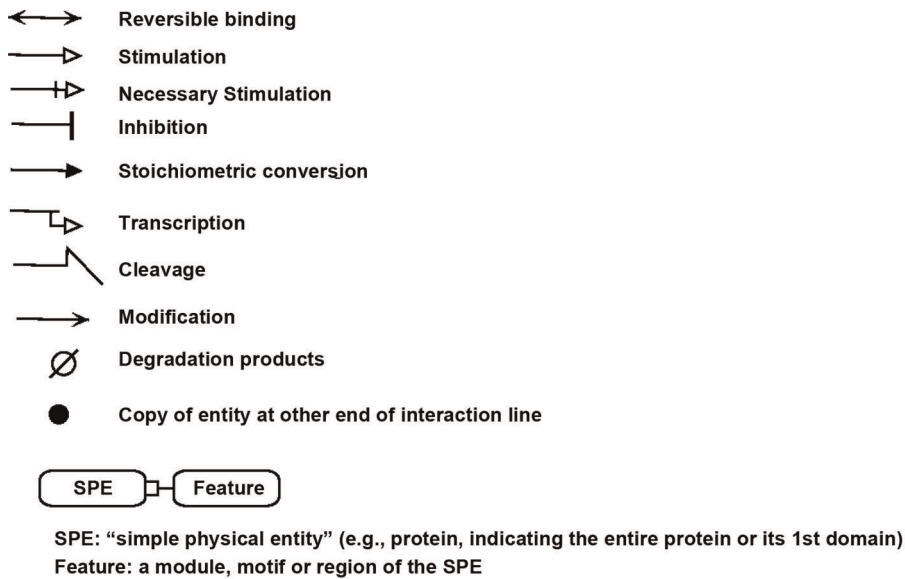 Reversible binding
Stimulation
Necessary Stimulation
Inhibition
Stoichiometric conversion
Transcription
Cleavage
Modification
Degradation products
Copy of entity at other end of interaction line
SPE Feature
SPE: “simple physical entity” (e.g., protein, indicating the entire protein or its 1st domain)
Feature: a module, motif or region of the SPE